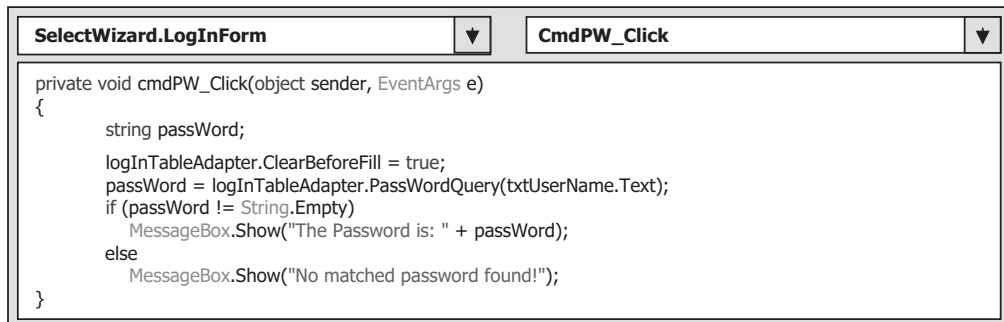 SelectWizard.LogInForm
CmdPW_Click
private void cmdPW_Click(object sender, EventArgs e)
{
string passWord;
logInTableAdapter.ClearBeforeFill = true;
passWord = logInTableAdapter.PassWordQuery(txtUserName.Text);
if (passWord != String.Empty)
MessageBox.Show("The Password is: " + passWord);
else
MessageBox.Show("No matched password found!");
}